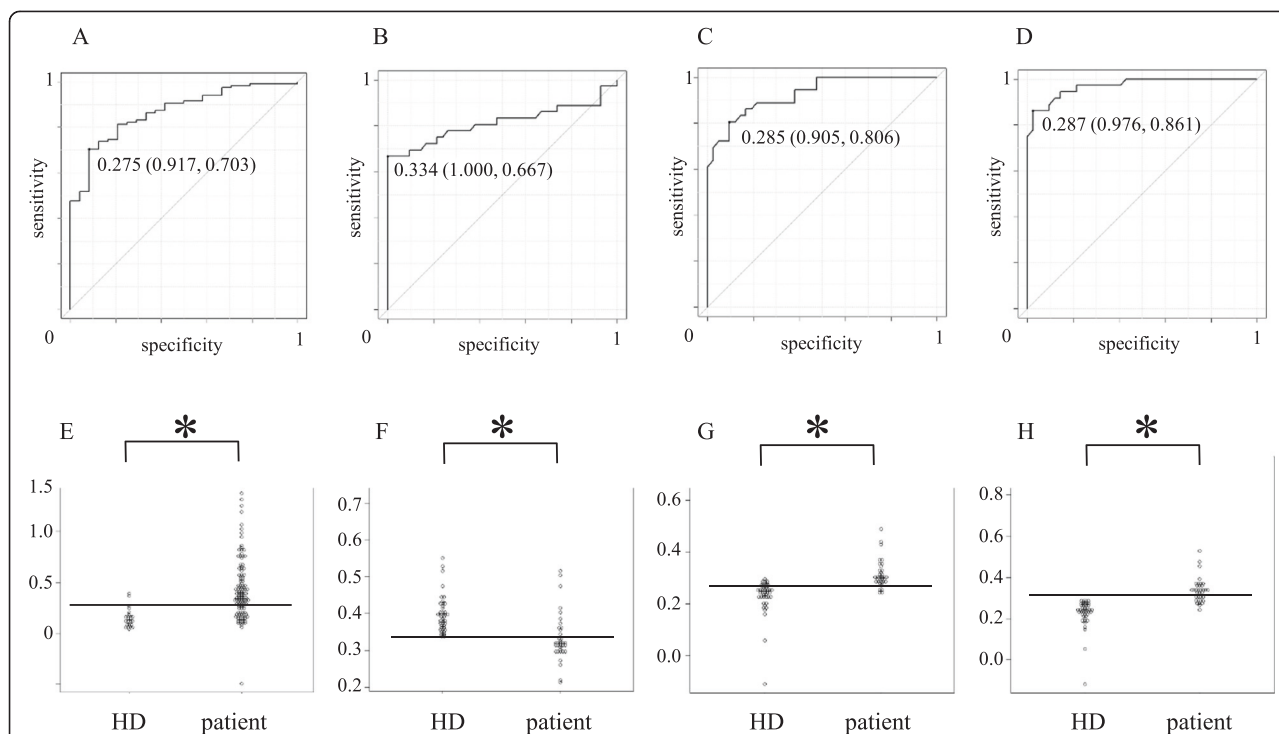 A B C D
1 1 1 1
sensitivity sensitivity sensitivity sensitivity
0.275 (0.917, 0.703) 0.334 (1.000, 0.667) 0.285 (0.905, 0.806) 0.287 (0.976, 0.861)
0 1 0 1 0 1 0 1
specificity specificity specificity specificity
E * F * G * H *
1.5 0.7 0.6 0.8
1.0 0.6 0.4 0.6
0.5 0.5 0.2 0.4
0 0.4 0.0 0.2
0.3 0.0
0.2
HD patient HD patient HD patient HD patient